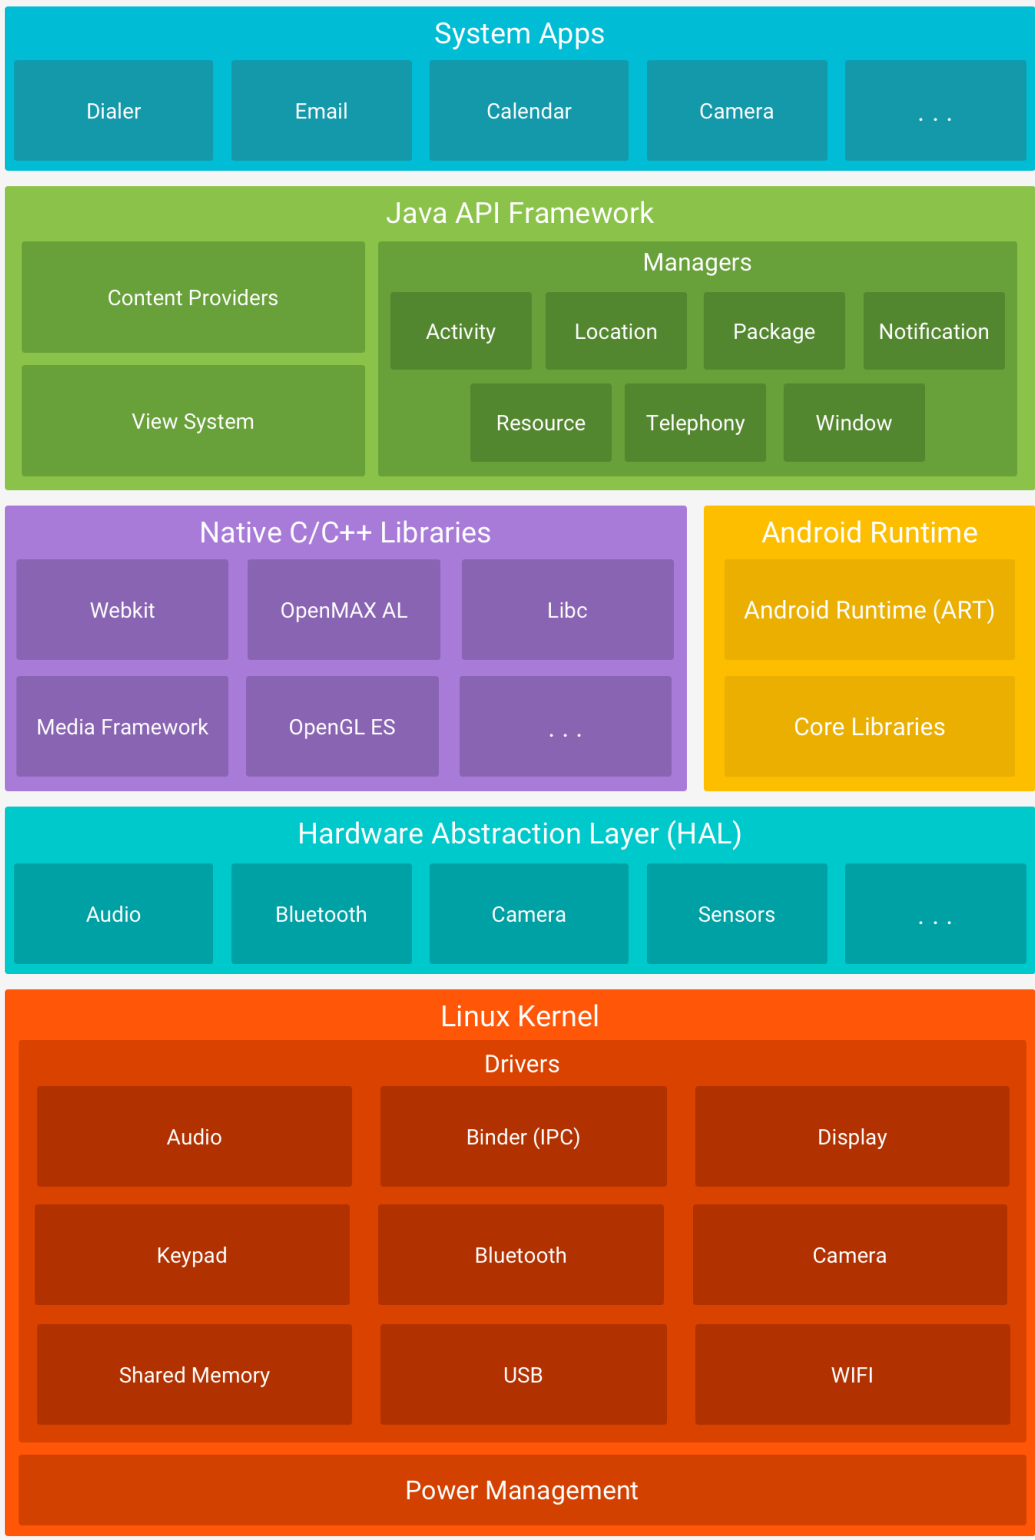 System Apps
Dialer
Email
Calendar
Camera
. . .
Java API Framework
Content Providers
View System
Managers
Activity
Location
Package
Notification
Resource
Telephony
Window
Native C/C++ Libraries
Webkit
OpenMAX AL
Libc
Media Framework
OpenGL ES
. . .
Android Runtime
Android Runtime (ART)
Core Libraries
Hardware Abstraction Layer (HAL)
Audio
Bluetooth
Camera
Sensors
. . .
Linux Kernel
Drivers
Audio
Binder (IPC)
Display
Keypad
Bluetooth
Camera
Shared Memory
USB
WIFI
Power Management